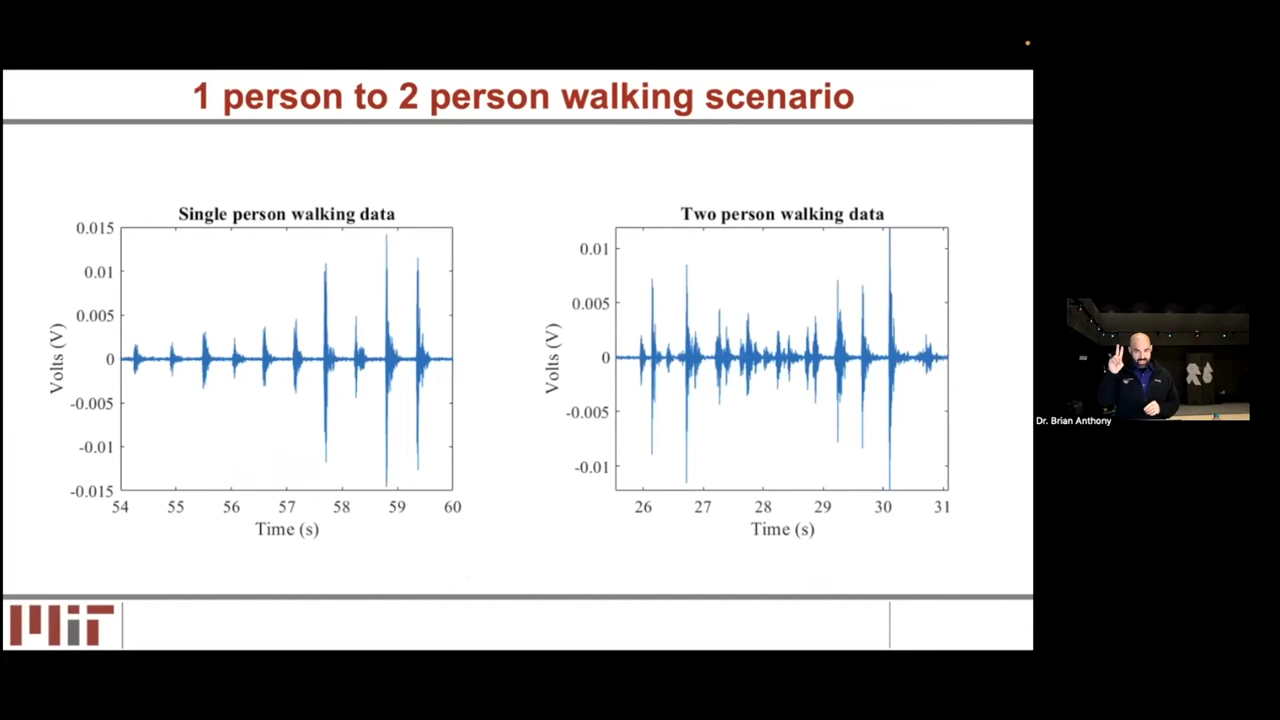 1 person to 2 person walking scenario
Single person walking data
0.015
0.01
0.005
0
-0.005
-0.01
-0.015
Volts (V)
54 55 56 57 58 59 60
Time (s)
Two person walking data
0.01
0.005
0
-0.005
-0.01
Volts (V)
26 27 28 29 30 31
Time (s)
Dr. Brian Anthony
MIT